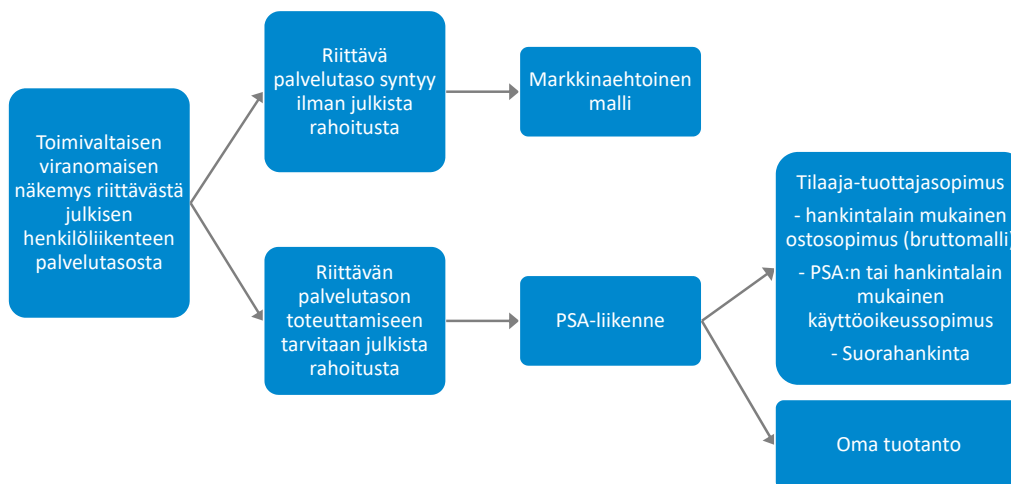 Toimivaltaisen
viranomaisen
näkemys riittävästä
julkisen
henkilöliikenteen
palvelutasosta
Riittävä
palvelutaso syntyy
ilman julkista
rahoitusta
Markkinaehtoinen
malli
Riittävän
palvelutason
toteuttamiseen
tarvitaan julkista
rahoitusta
PSA-liikenne
Tilaaja-tuottajasopimus
- hankintalain mukainen
ostosopimus (bruttomalli)
- PSA:n tai hankintalain
mukainen
käyttöoikeussopimus
- Suorahankinta
Oma tuotanto